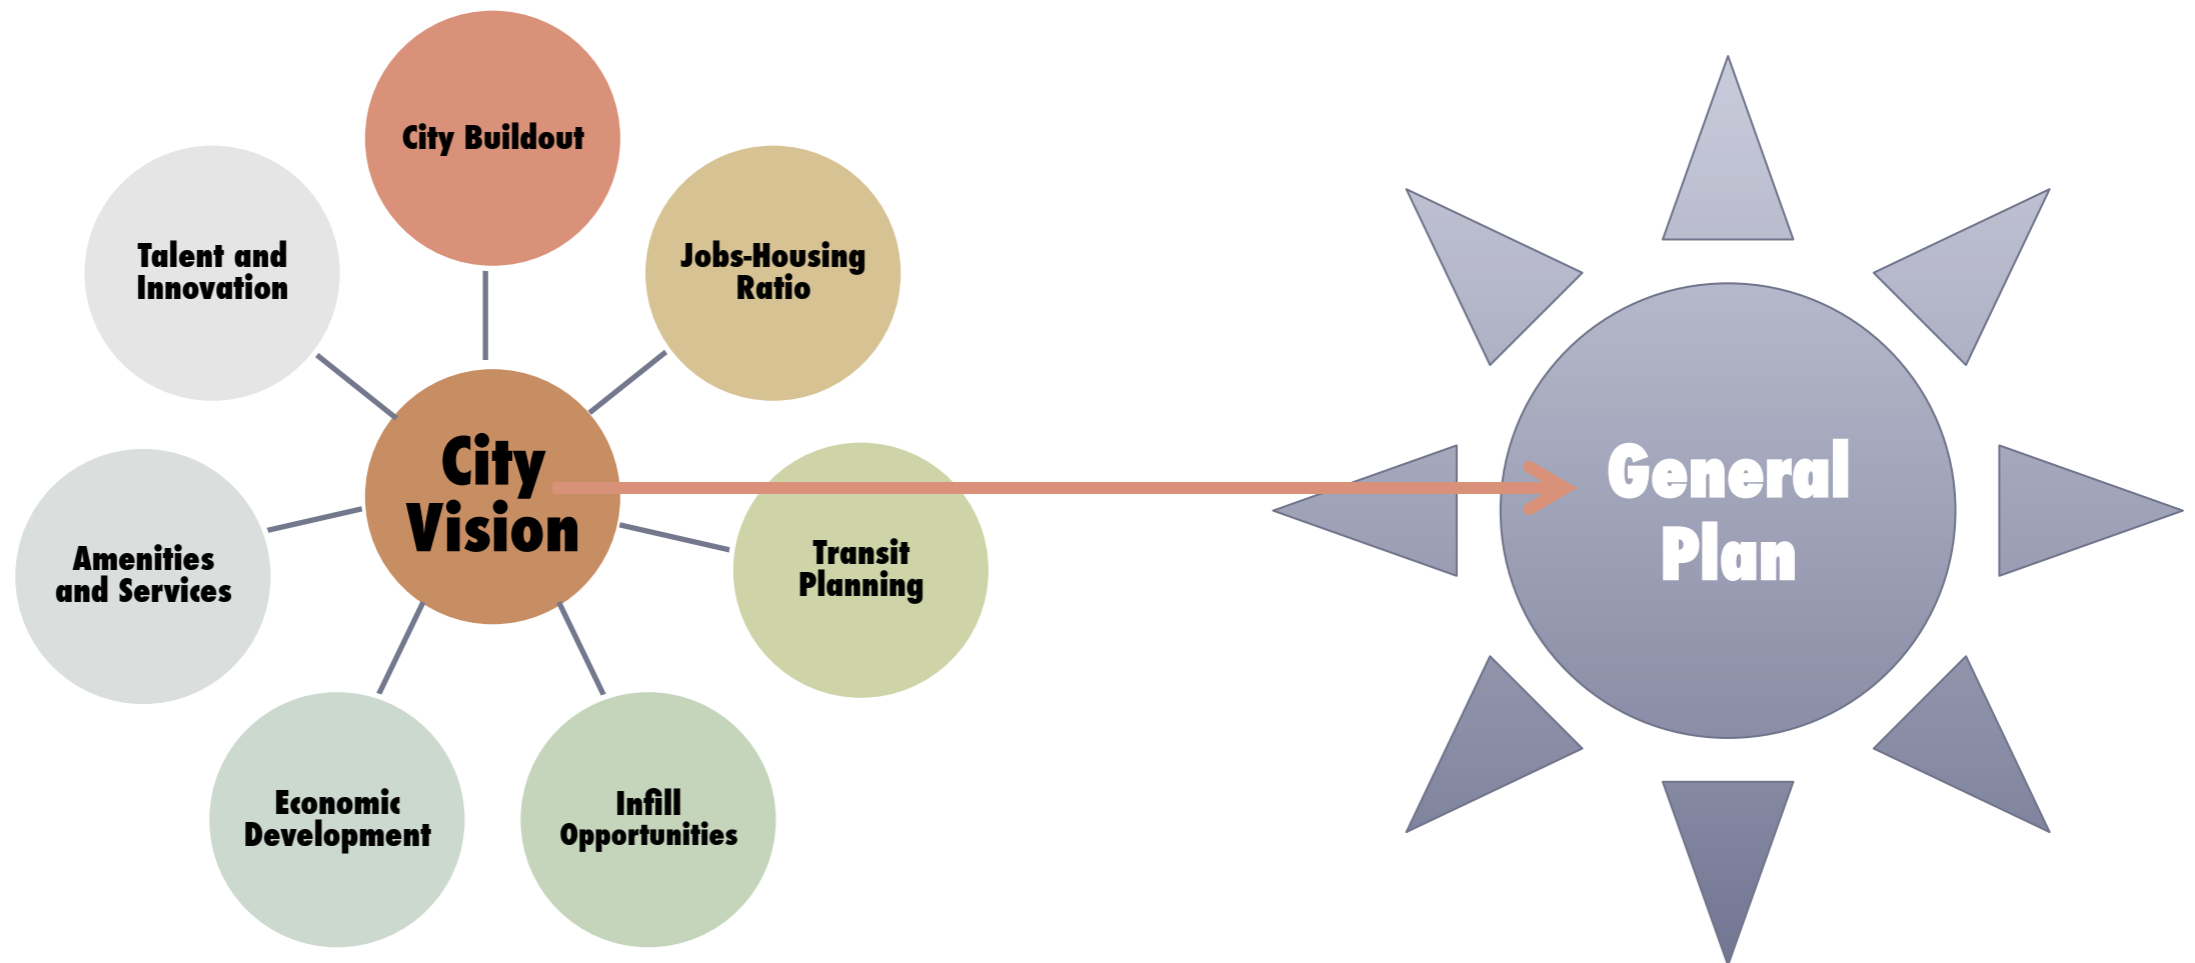 City Buildout
Talent and
Innovation
Jobs-Housing
Ratio
City
Vision
General
Plan
Amenities
and Services
Transit
Planning
Economic
Development
Infill
Opportunities